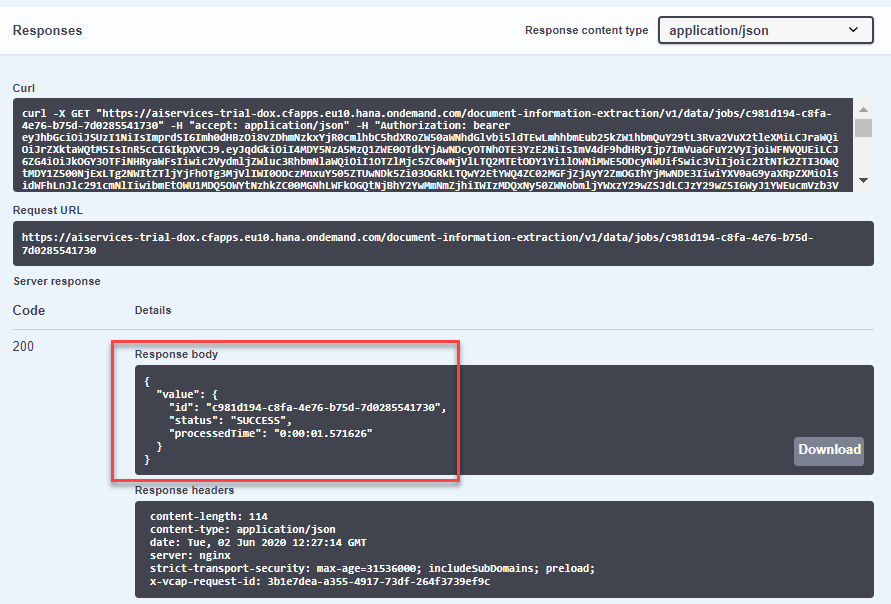 Responses
Response content type application/json
Curl
curl -X GET "https://aiservices-trial-dox.cfapps.eu10.hana.ondemand.com/document-information-extraction/v1/data/jobs/c981d194-c8fa-
4e76-b75d-7d0285541730" -H "accept: application/json" -H "Authorization: bearer
Request URL
https://aiservices-trial-dox.cfapps.eu10.hana.ondemand.com/document-information-extraction/v1/data/jobs/c981d194-c8fa-4e76-b75d-
7d0285541730
Server response
Code Details
200
Response body
{
"value": {
"id": "c981d194-c8fa-4e76-b75d-7d0285541730",
"status": "SUCCESS",
"processedTime": "0:00:01.571626"
}
}
Download
Response headers
content-length: 114
content-type: application/json
date: Tue, 02 Jun 2020 12:27:14 GMT
server: nginx
strict-transport-security: max-age=31536000; includeSubDomains; preload;
x-vcap-request-id: 3b1e7dea-a355-4917-73df-264f3739ef9c